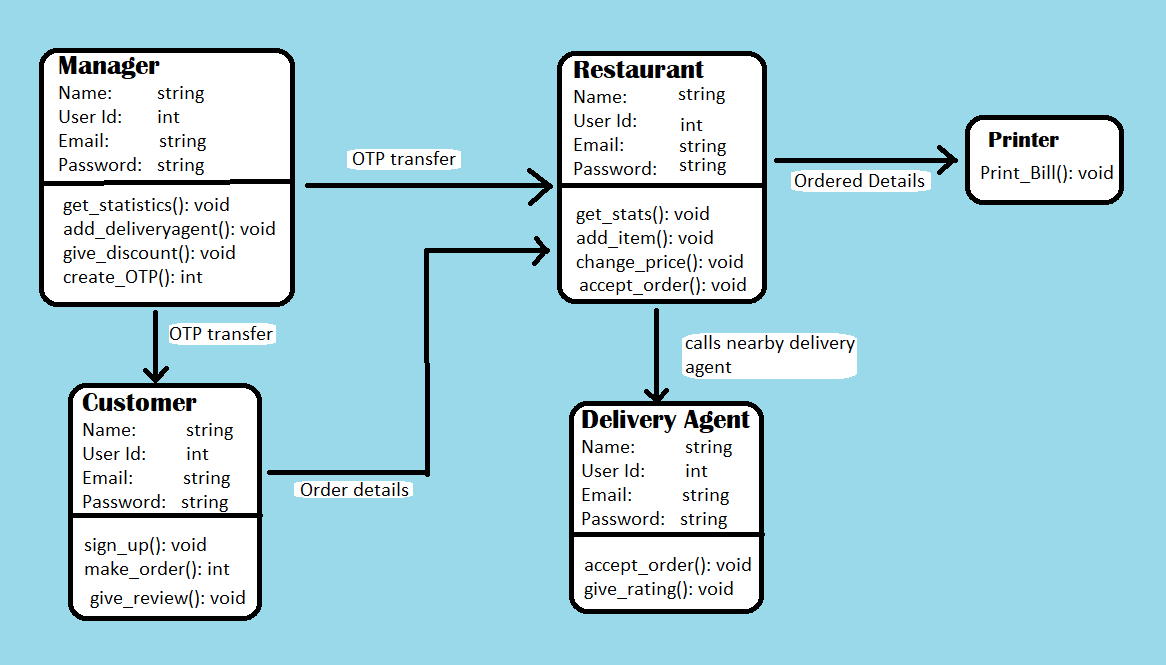 Manager
Name: string
User Id: int
Email: string
Password: string
get_statistics(): void
add_deliveryagent(): void
give_discount(): void
create_OTP(): int
OTP transfer
Restaurant
Name: string
User Id: int
Email: string
Password: string
get_stats(): void
add_item(): void
change_price(): void
accept_order(): void
Ordered Details
Printer
Print_Bill(): void
OTP transfer
calls nearby delivery
agent
Customer
Name: string
User Id: int
Email: string
Password: string
sign_up(): void
make_order(): int
give_review(): void
Order details
Delivery Agent
Name: string
User Id: int
Email: string
Password: string
accept_order(): void
give_rating(): void